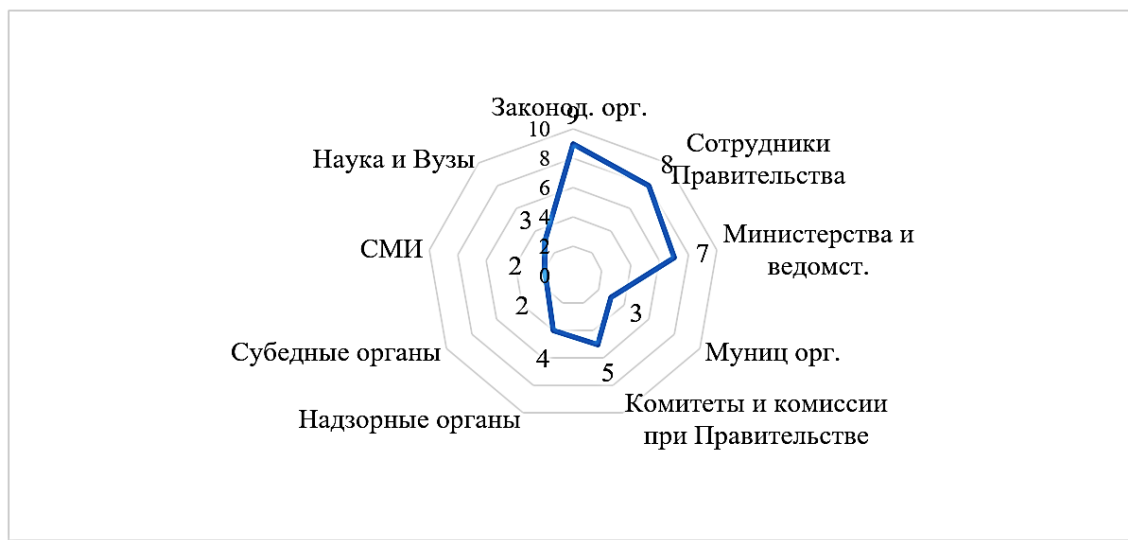 Законод. орг.
9
10
8
6
4
2
0
Сотрудники
Правительства
8
Министерства и
ведомст.
7
Муниц орг.
3
Комитеты и комиссии
при Правительстве
5
Надзорные органы
4
Субедные органы
2
СМИ
2
Наука и Вузы
3